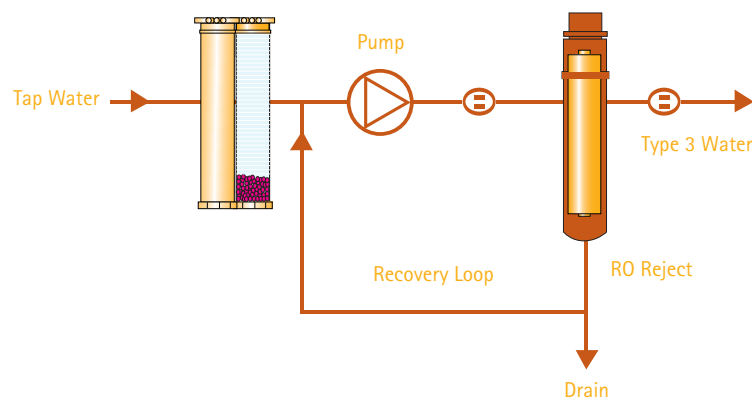 Pump
Tap Water
Type 3 Water
RO Reject
Recovery Loop
Drain